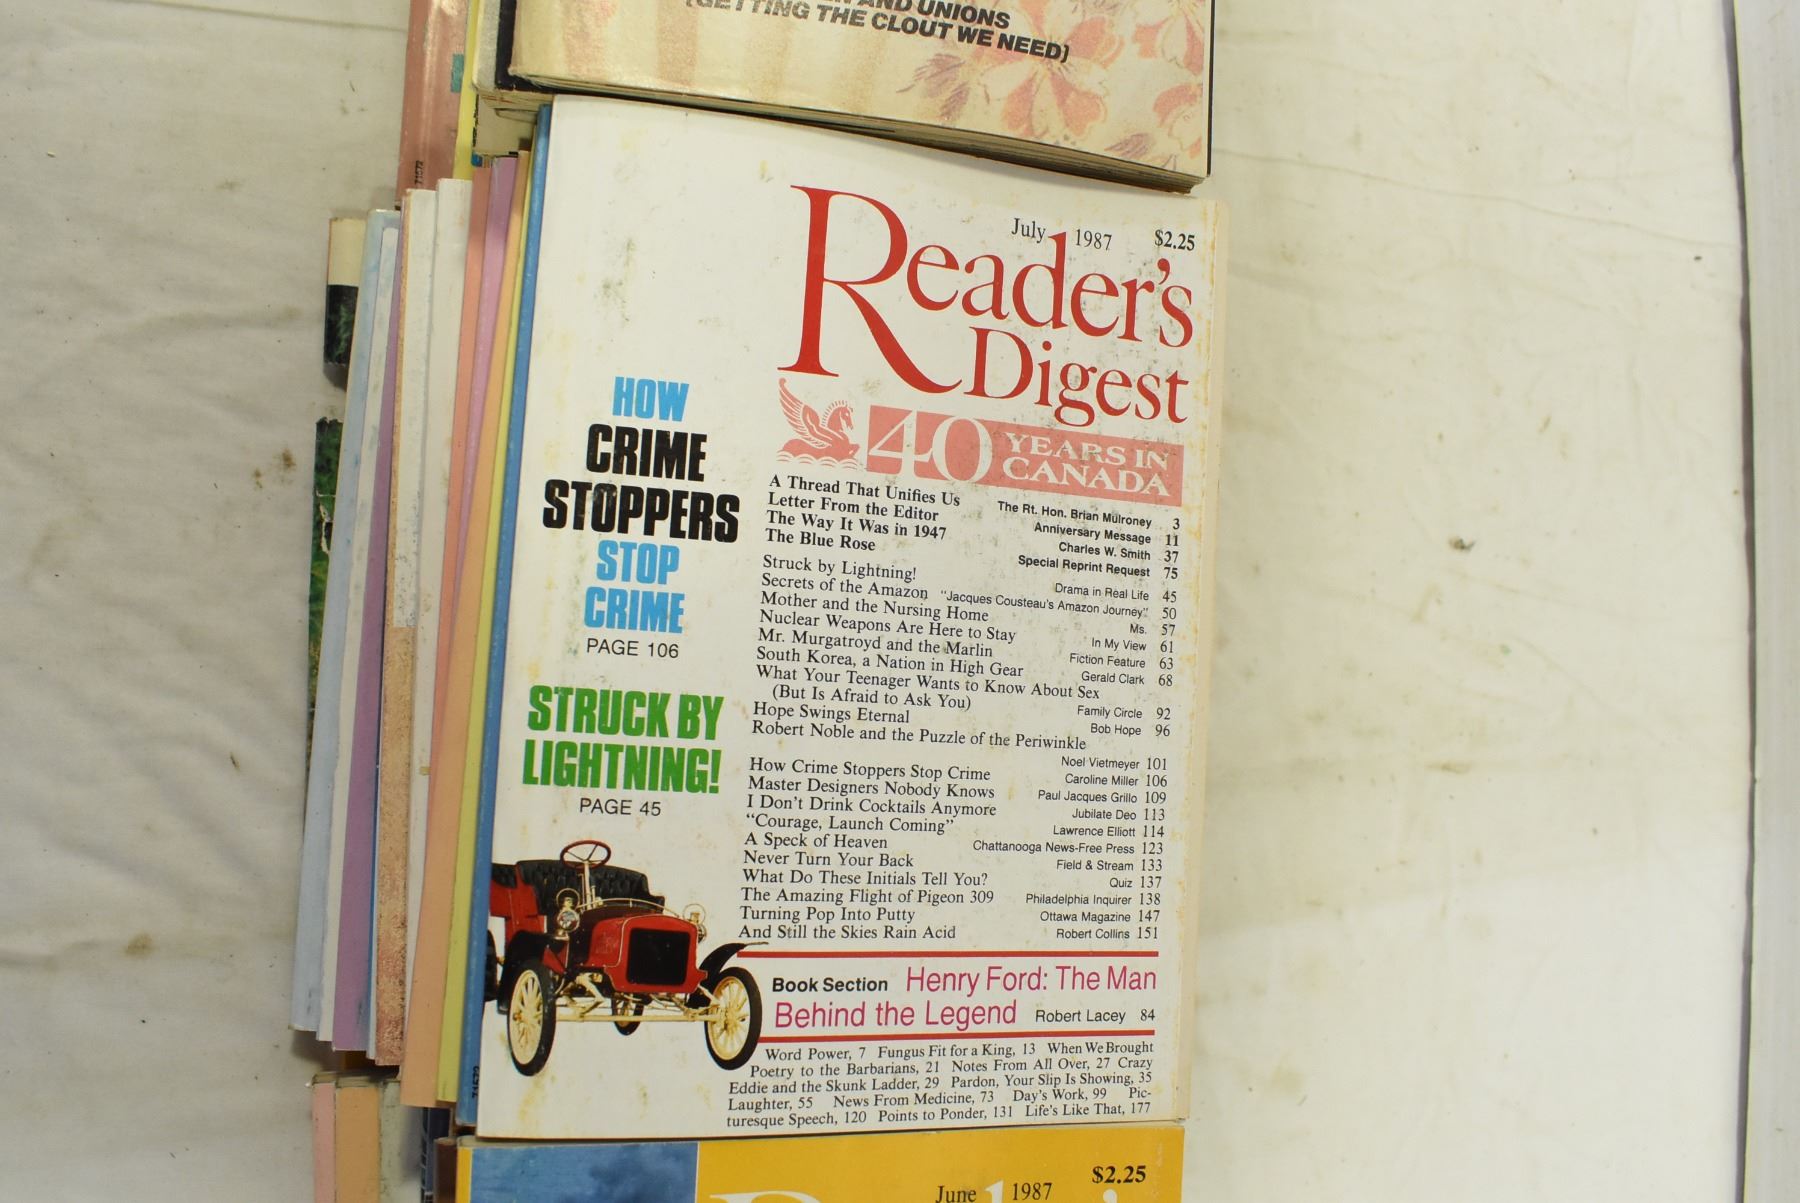 AND UNIONS
[GETTING THE CLOUT WE NEED]
71572
July 1987 $2.25
Reader's
Digest
40 YEARS IN
CANADA
HOW
CRIME
STOPPERS
STOP
CRIME
PAGE 106
STRUCK BY
LIGHTNING!
PAGE 45
A Thread That Unifies Us The Rt. Hon. Brian Mulroney 3
Letter From the Editor Anniversary Message 11
The Way It Was in 1947 Charles W. Smith 37
The Blue Rose Special Reprint Request 75
Struck by Lightning! Drama in Real Life 45
Secrets of the Amazon "Jacques Cousteau's Amazon Journey" 50
Mother and the Nursing Home Ms. 57
Nuclear Weapons Are Here to Stay In My View 61
Mr. Murgatroyd and the Marlin Fiction Feature 63
South Korea, a Nation in High Gear Gerald Clark 68
What Your Teenager Wants to Know About Sex
(But Is Afraid to Ask You) Family Circle 92
Hope Swings Eternal Bob Hope 96
Robert Noble and the Puzzle of the Periwinkle
Noel Vietmeyer 101
How Crime Stoppers Stop Crime Caroline Miller 106
Master Designers Nobody Knows Paul Jacques Grillo 109
I Don't Drink Cocktails Anymore Jubilate Deo 113
"Courage, Launch Coming" Lawrence Elliott 114
A Speck of Heaven Chattanooga News-Free Press 123
Never Turn Your Back Field & Stream 133
What Do These Initials Tell You? Quiz 137
The Amazing Flight of Pigeon 309 Philadelphia Inquirer 138
Turning Pop Into Putty Ottawa Magazine 147
And Still the Skies Rain Acid Robert Collins 151
Book Section Henry Ford: The Man
Behind the Legend Robert Lacey 84
Word Power, 7 Fungus Fit for a King, 13 When We Brought
Poetry to the Barbarians, 21 Notes From All Over, 27 Crazy
Eddie and the Skunk Ladder, 29 Pardon, Your Slip Is Showing, 35
Laughter, 55 News From Medicine, 73 Day's Work, 99 Pic-
turesque Speech, 120 Points to Ponder, 131 Life's Like That, 177
71572
June 1987 $2.25